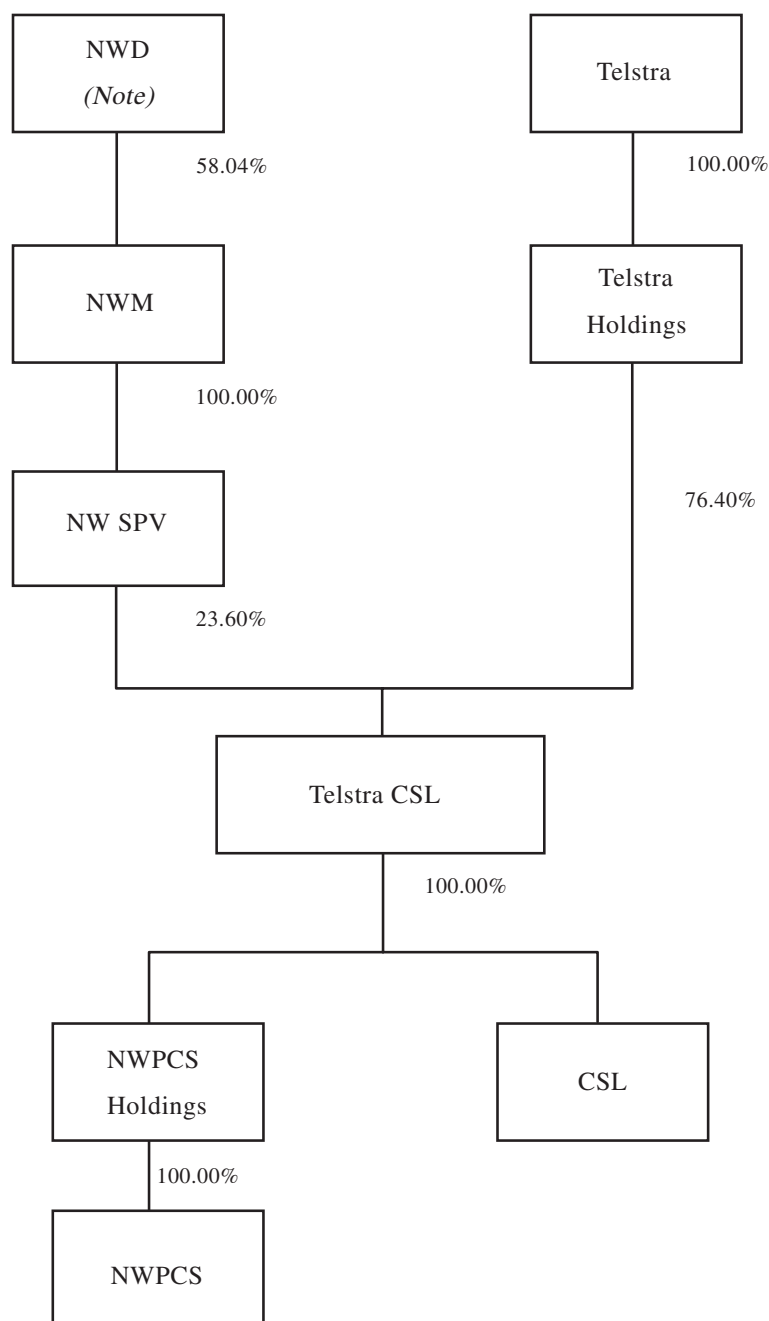 NWD
(Note)
Telstra
58.04%
100.00%
NWM
Telstra
Holdings
100.00%
NW SPV
76.40%
23.60%
Telstra CSL
100.00%
NWPCS
Holdings
CSL
100.00%
NWPCS